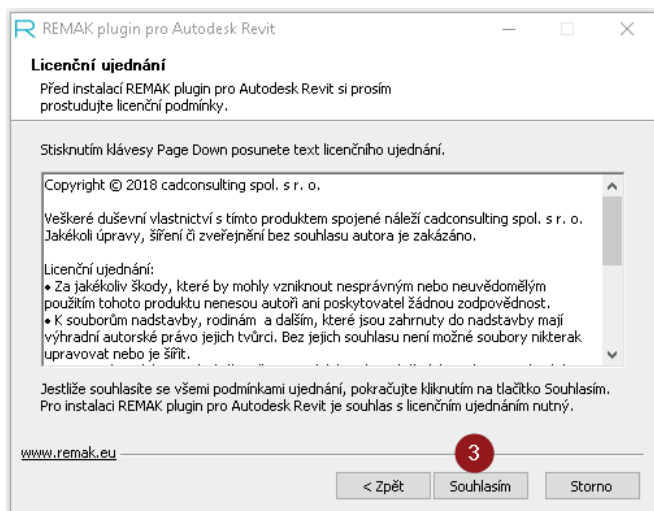 REMAK plugin pro Autodesk Revit
Licenční ujednání
Před instalací REMAK plugin pro Autodesk Revit si prosím
prostudujte licenční podmínky.
Stisknutím klávesy Page Down posunete text licenčního ujednání.
Copyright © 2018 cadconsulting spol. s r. o.
Veškeré duševní vlastnictví s tímto produktem spojené náleží cadconsulting spol. s r. o.
Jakékoli úpravy, šíření či zveřejnění bez souhlasu autora je zakázáno.
Licenční ujednání:
• Za jakékoliv škody, které by mohly vzniknout nesprávným nebo neuvědomělým
použitím tohoto produktu nenesou autoři ani poskytovatel žádnou zodpovědnost.
• K souborům nadstavby, rodinám  a dalším, které jsou zahrnuty do nadstavby mají
výhradní autorské právo jejich tvůrci. Bez jejich souhlasu není možné soubory nikterak
upravovat nebo je šířit.
Jestliže souhlasíte se všemi podmínkami ujednání, pokračujte kliknutím na tlačítko Souhlasím.
Pro instalaci REMAK plugin pro Autodesk Revit je souhlas s licenčním ujednáním nutný.
www.remak.eu
3
< Zpět
Souhlasím
Storno